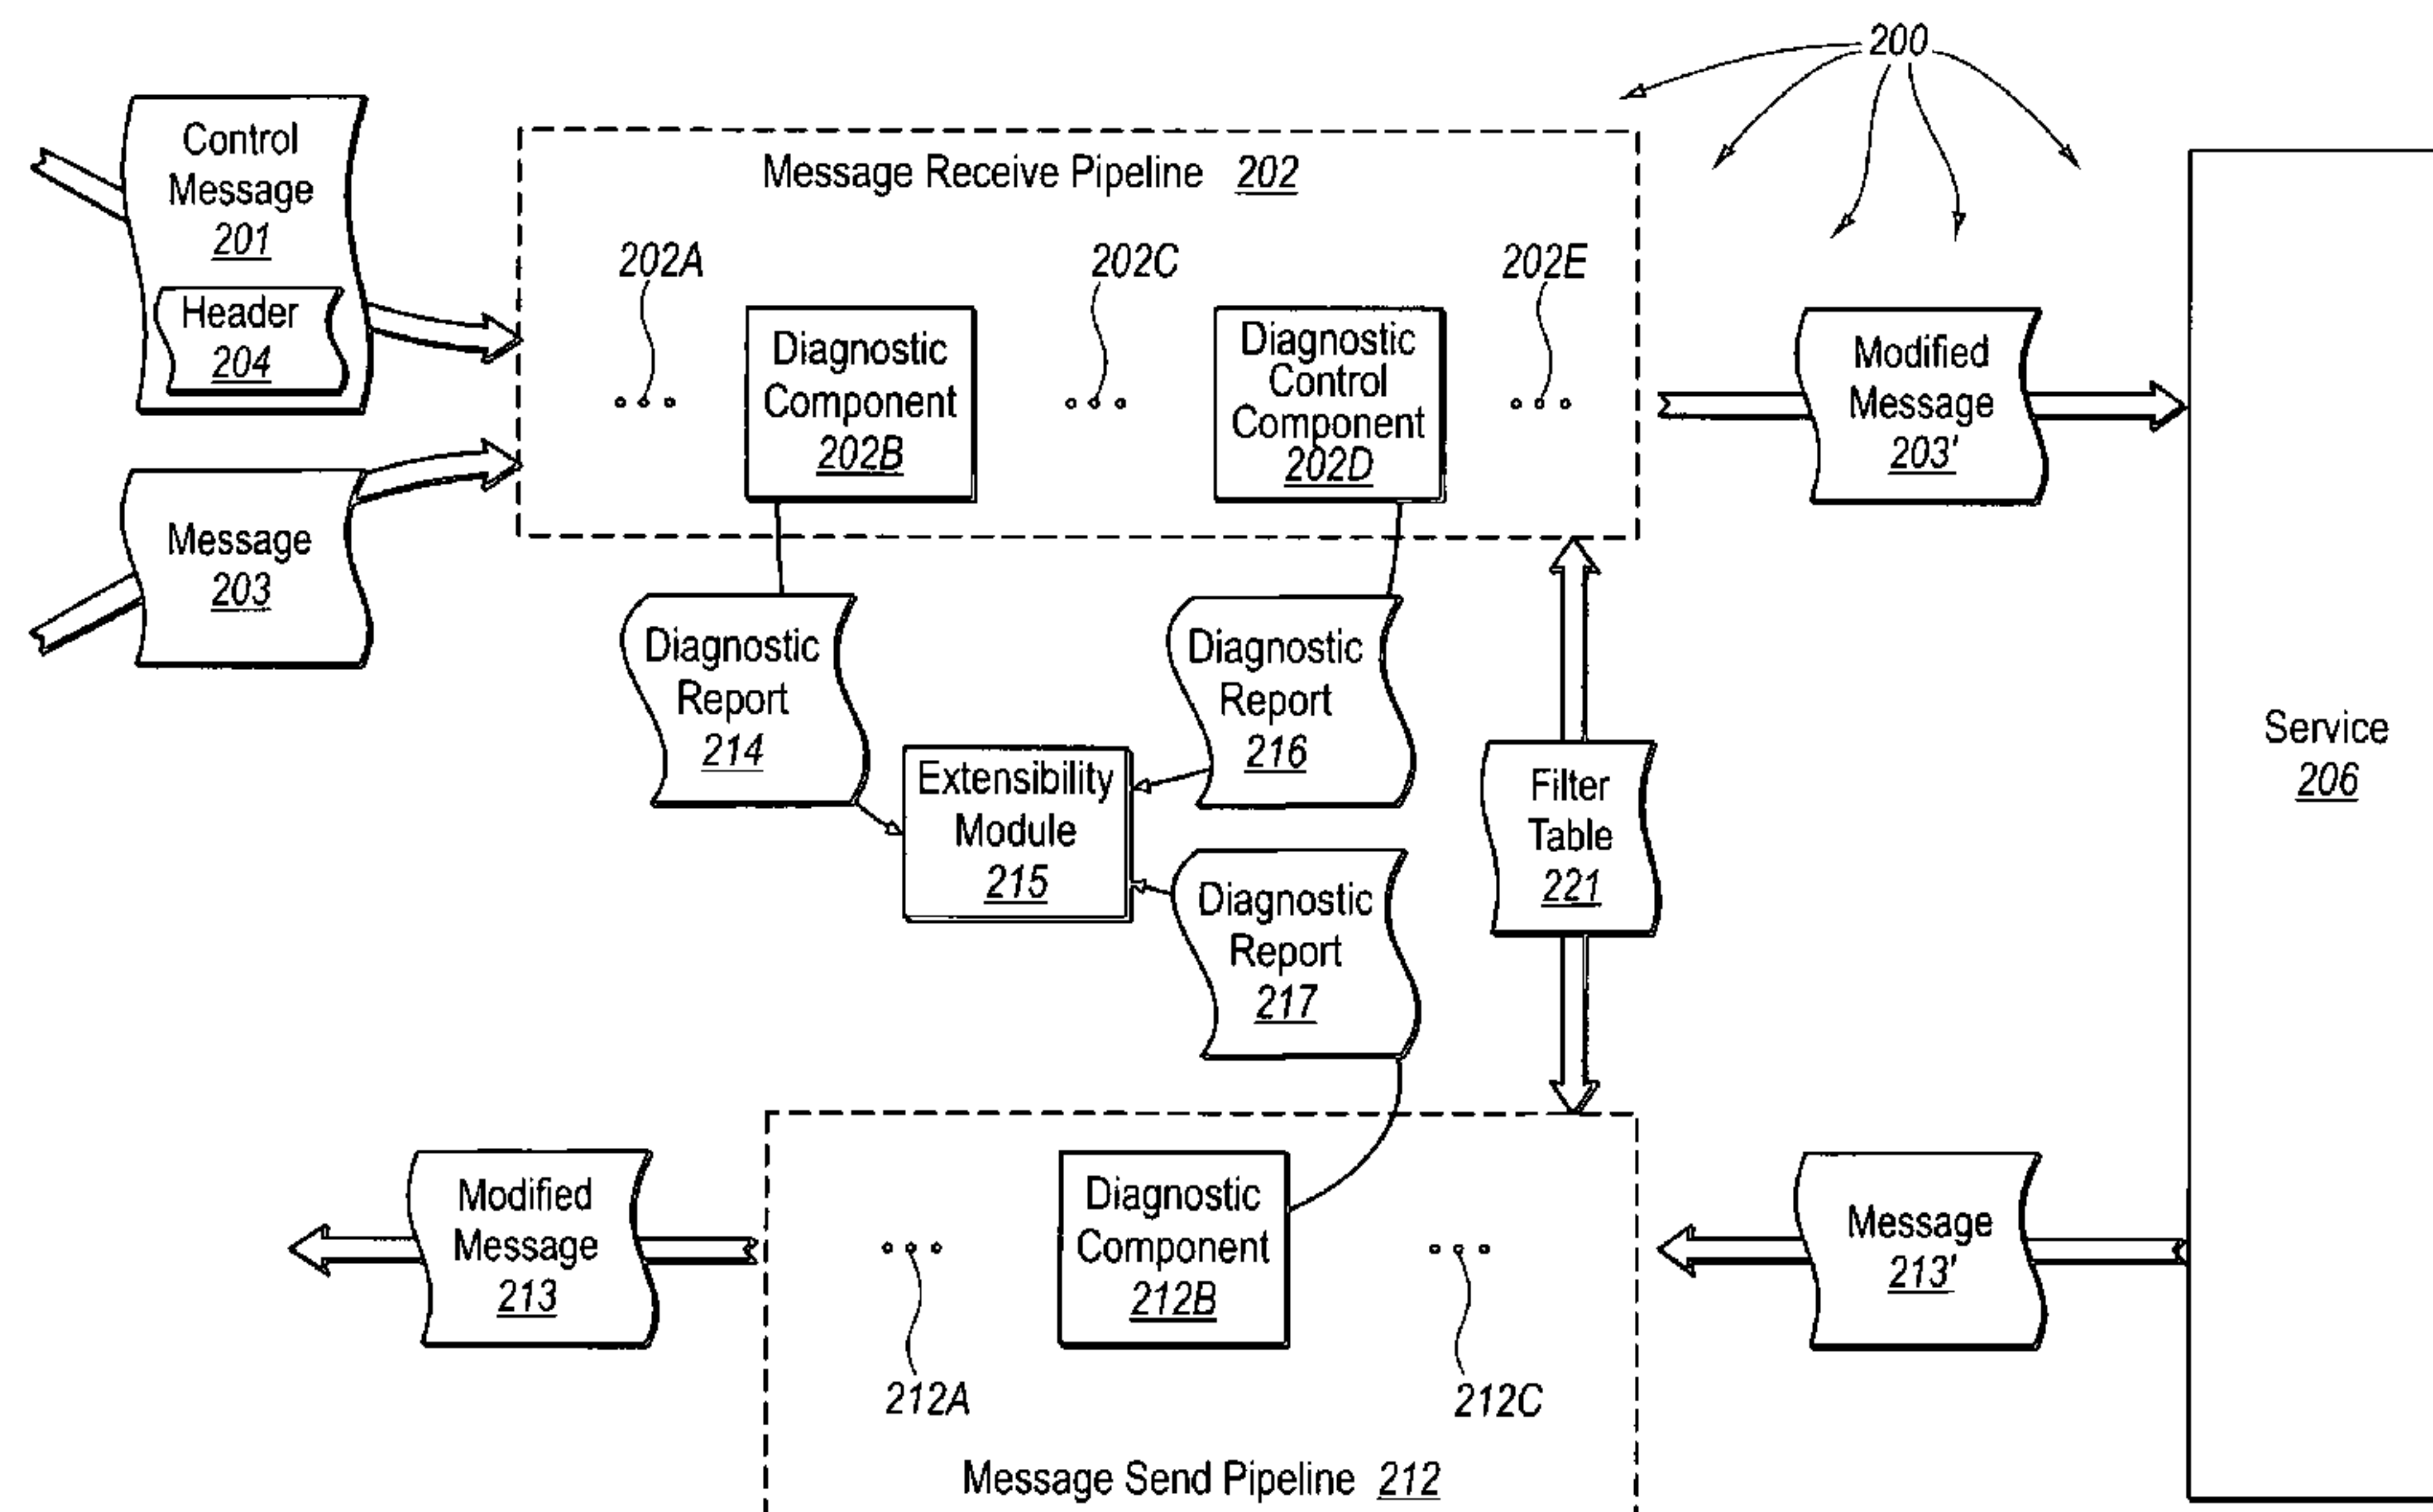 200
Control
Message
201
Header
204
Message Receive Pipeline 202
202A
202C
202E
Diagnostic
Component
202B
Diagnostic
Control
Component
202D
Modified
Message
203'
Message
203
Diagnostic
Report
214
Diagnostic
Report
216
Extensibility
Module
215
Filter
Table
221
Service
206
Diagnostic
Report
217
Modified
Message
213
Diagnostic
Component
212B
Message
213'
212A
212C
Message Send Pipeline 212